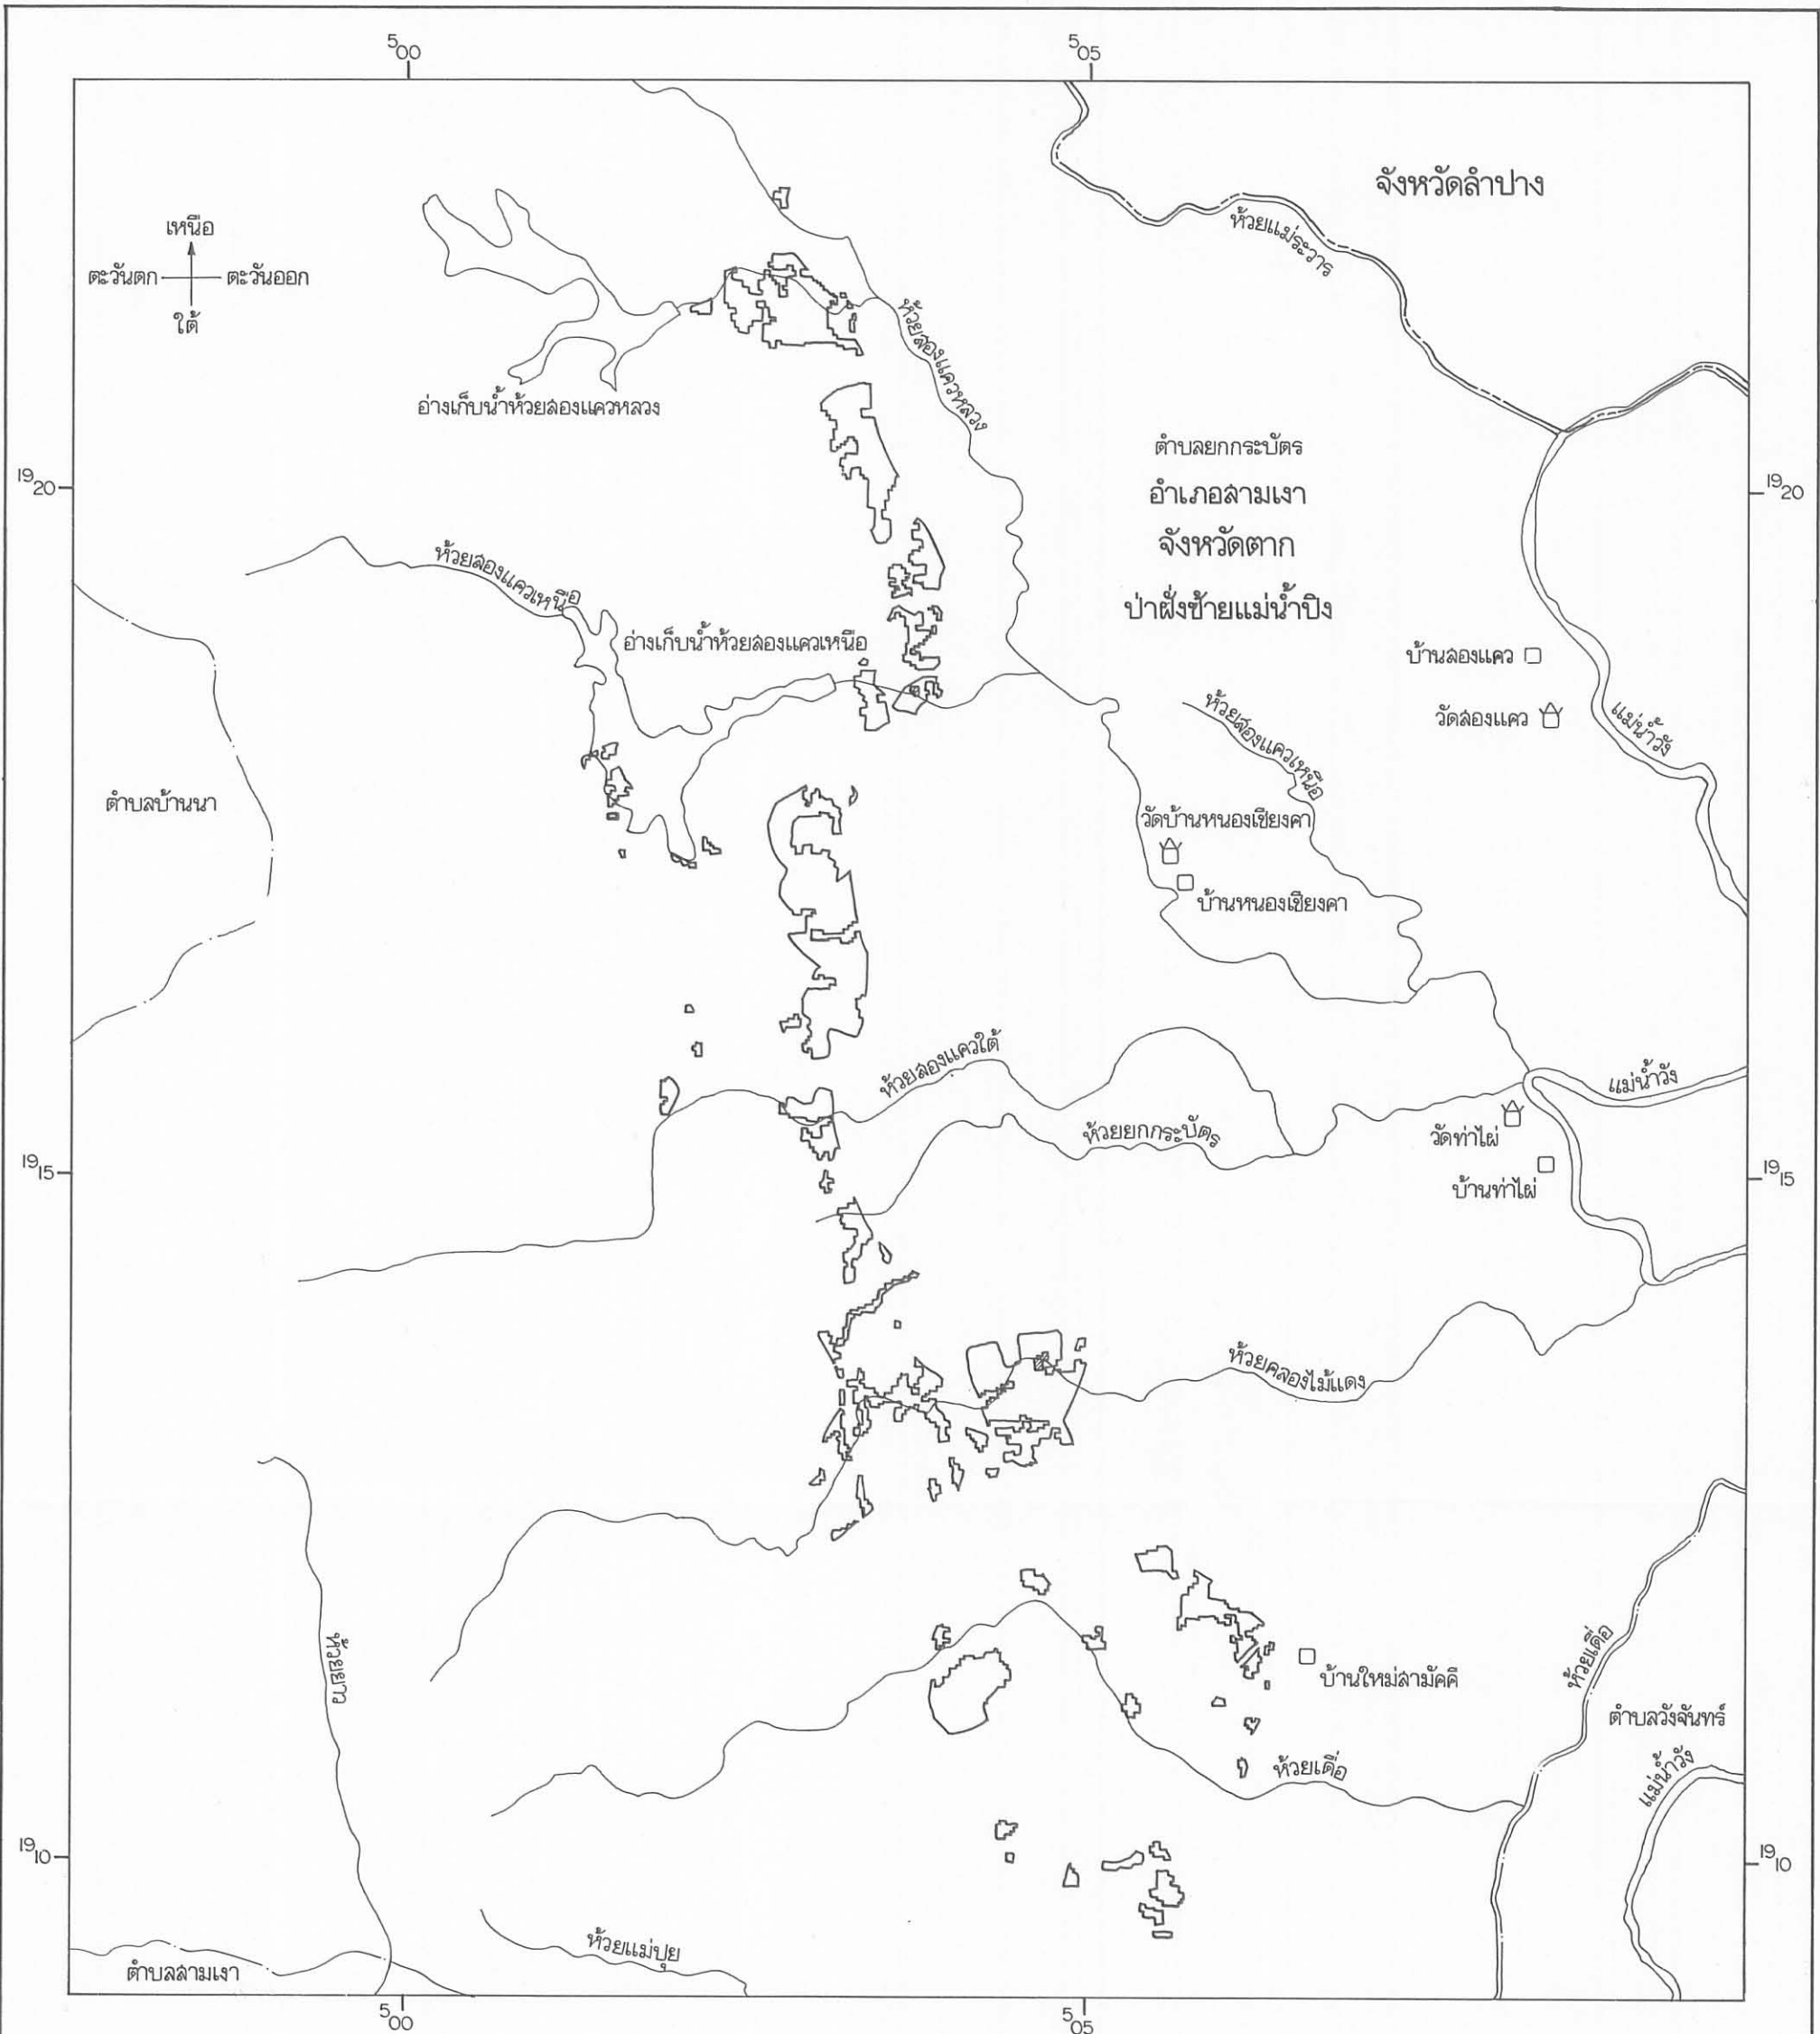 500
505
จังหวัดลำปาง
ห้วยแม่ระวาร
เหนือ
ตะวันตก
ตะวันออก
ใต้
ห้วยสองแควหลวง
อ่างเก็บน้ำห้วยสองแควหลวง
ตำบลยกกระบัตร
1920
อำเภอสามเงา
1920
จังหวัดตาก
ห้วยสองแควเหนือ
ป่าฝั่งซ้ายแม่น้ำปิง
อ่างเก็บน้ำห้วยสองแควเหนือ
บ้านสองแคว
ห้วยสองแควเหนือ
วัดสองแคว
แม่น้ำวัง
ตำบลบ้านนา
วัดบ้านหนองเชียงคา
บ้านหนองเชียงคา
ห้วยสองแควใต้
แม่น้ำวัง
ห้วยยกกระบัตร
วัดท่าไผ่
1915
1915
บ้านท่าไผ่
ห้วยคลองไม้แดง
ห้วยยาว
ห้วยเดื่อ
บ้านใหม่สามัคคี
ตำบลวังจันทร์
ห้วยเดื่อ
แม่น้ำวัง
1910
1910
ห้วยแม่ปุย
ตำบลสามเงา
500
505